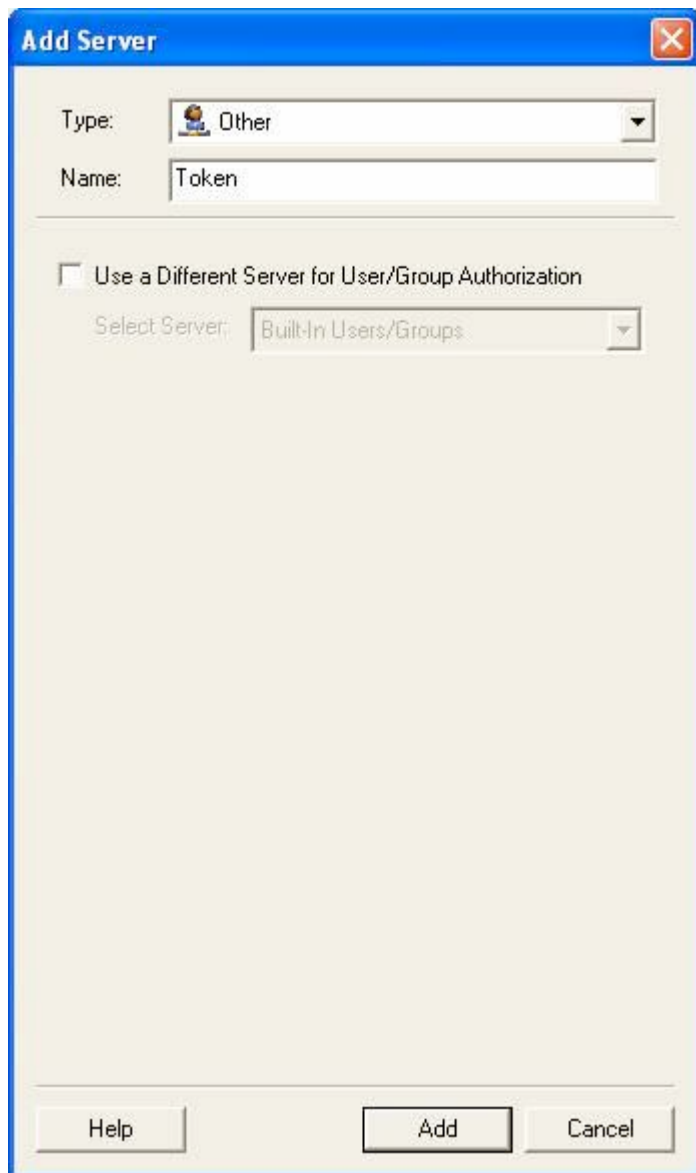 Add Server
Type: Other
Name: Token
Use a Different Server for User/Group Authorization
Select Server: Built-In Users/Groups
Help Add Cancel